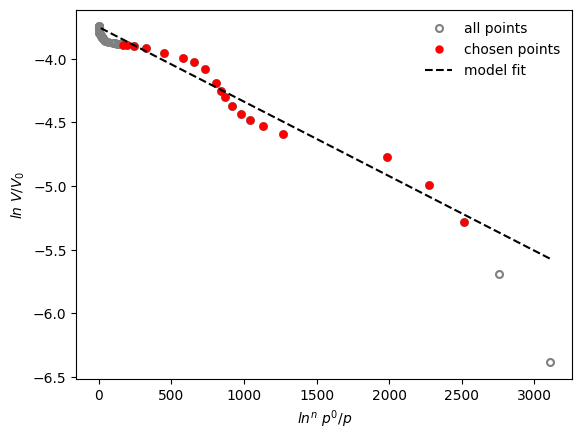 all points
chosen points
model fit
−4.0
−4.5
−5.0
−5.5
−6.0
−6.5
ln V/V₀
0
500
1000
1500
2000
2500
3000
lnⁿ p⁰/p